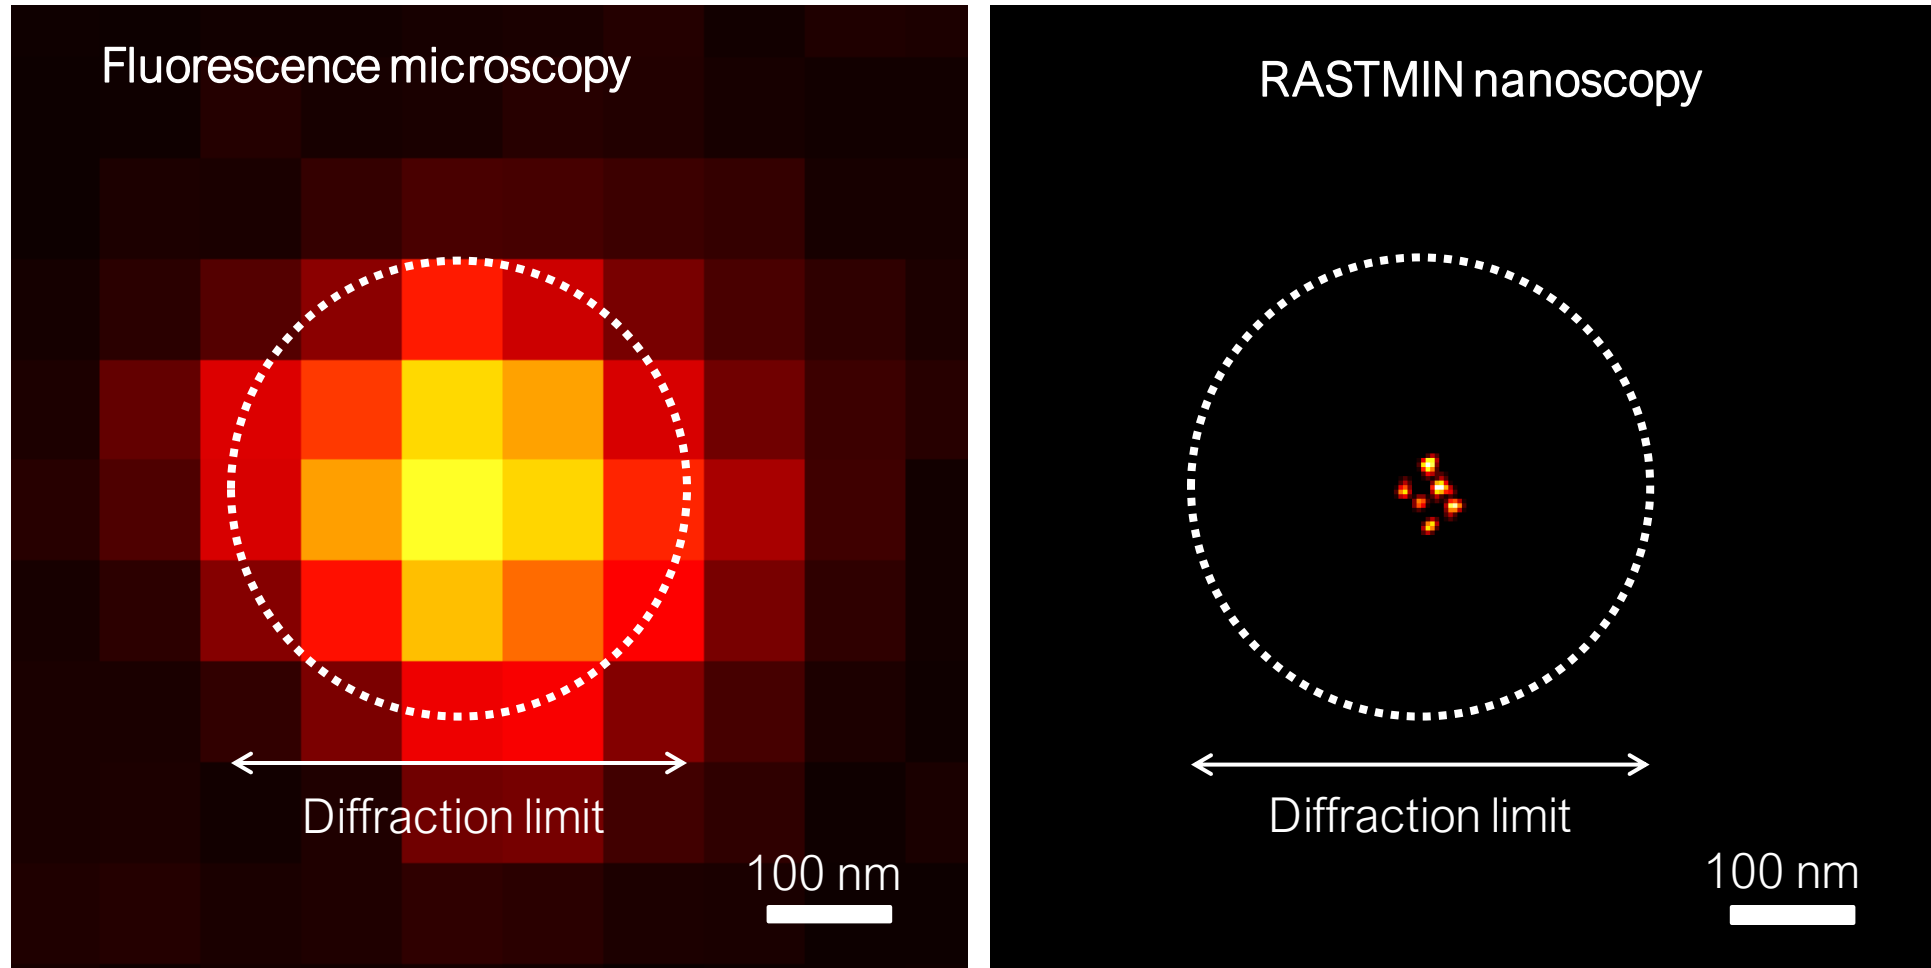 Fluorescence microscopy
Diffraction limit
100 nm
RASTMIN nanoscopy
Diffraction limit
100 nm